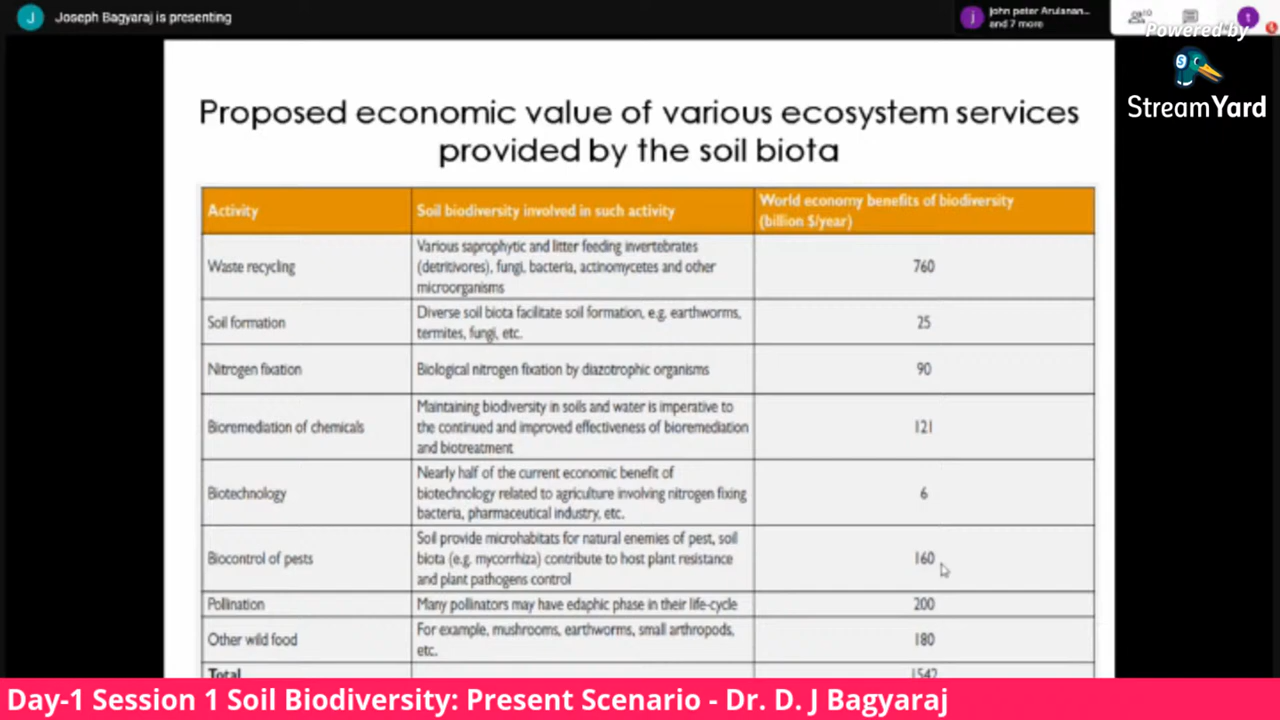 J Joseph Bagyaraj is presenting
j john peter Arulanan...
and 7 more
10
t
Powered by
S
StreamYard
Proposed economic value of various ecosystem services
provided by the soil biota
Activity
Soil biodiversity involved in such activity
World economy benefits of biodiversity
(billion $/year)
Waste recycling
Various saprophytic and litter feeding invertebrates
(detritivores), fungi, bacteria, actinomycetes and other
microorganisms
760
Soil formation
Diverse soil biota facilitate soil formation, e.g. earthworms,
termites, fungi, etc.
25
Nitrogen fixation
Biological nitrogen fixation by diazotrophic organisms
90
Bioremediation of chemicals
Maintaining biodiversity in soils and water is imperative to
the continued and improved effectiveness of bioremediation
and biotreatment
121
Biotechnology
Nearly half of the current economic benefit of
biotechnology related to agriculture involving nitrogen fixing
bacteria, pharmaceutical industry, etc.
6
Biocontrol of pests
Soil provide microhabitats for natural enemies of pest, soil
biota (e.g. mycorrhiza) contribute to host plant resistance
and plant pathogens control
160
Pollination
Many pollinators may have edaphic phase in their life-cycle
200
Other wild food
For example, mushrooms, earthworms, small arthropods,
etc.
180
Total
1542
Day-1 Session 1 Soil Biodiversity: Present Scenario - Dr. D. J Bagyaraj